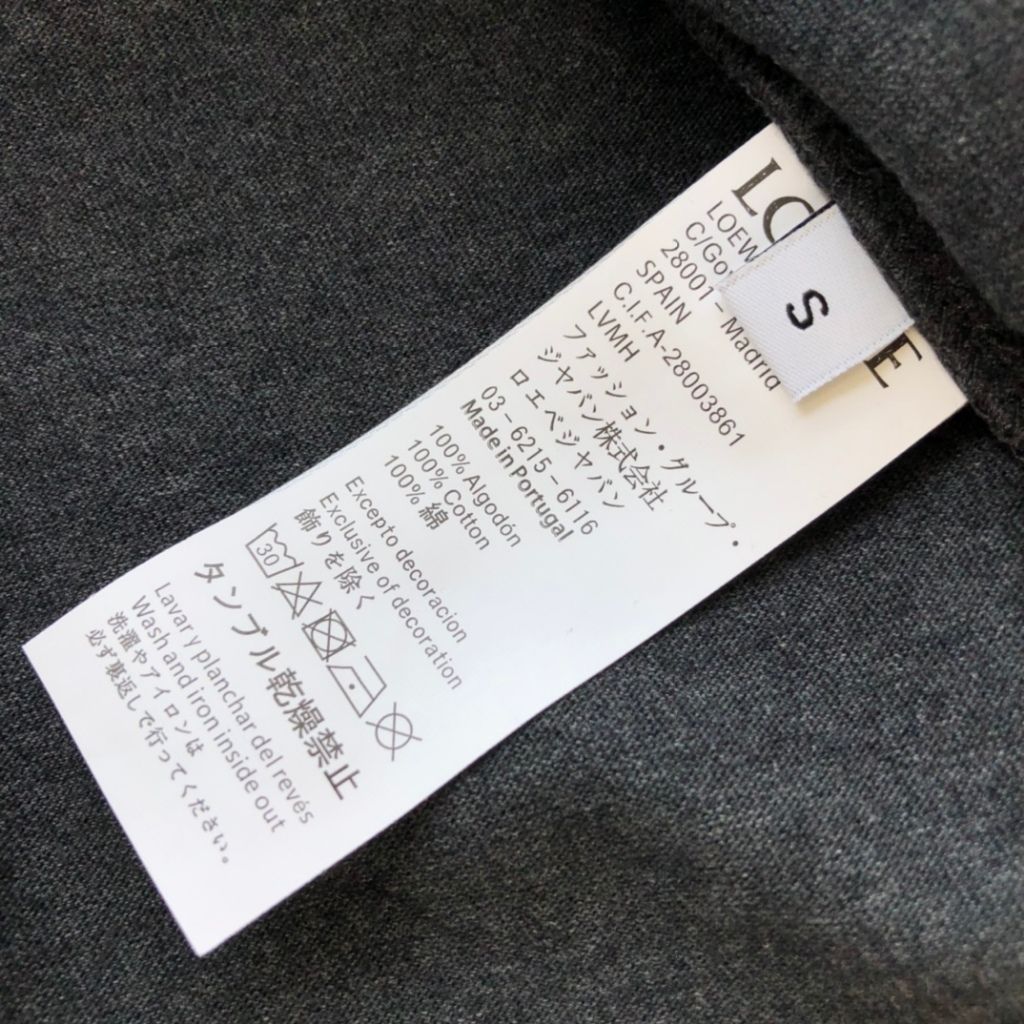 LO E
S
LOEW
C/Go
28001 - Madrid
SPAIN
C.I.F.A-28003861
LVMH
ファッション・グループ・
ジャバン株式会社
ロエベジャバン
03-6215-6116
Made in Portugal
100% Algodón
100% Cotton
100% 綿
Excepto decoracion
Exclusive of decoration
飾りを除く
30
タンブル乾燥禁止
Lavar y planchar del revés
Wash and iron inside out
洗濯やアイロンは
必ず裏返して行ってください。